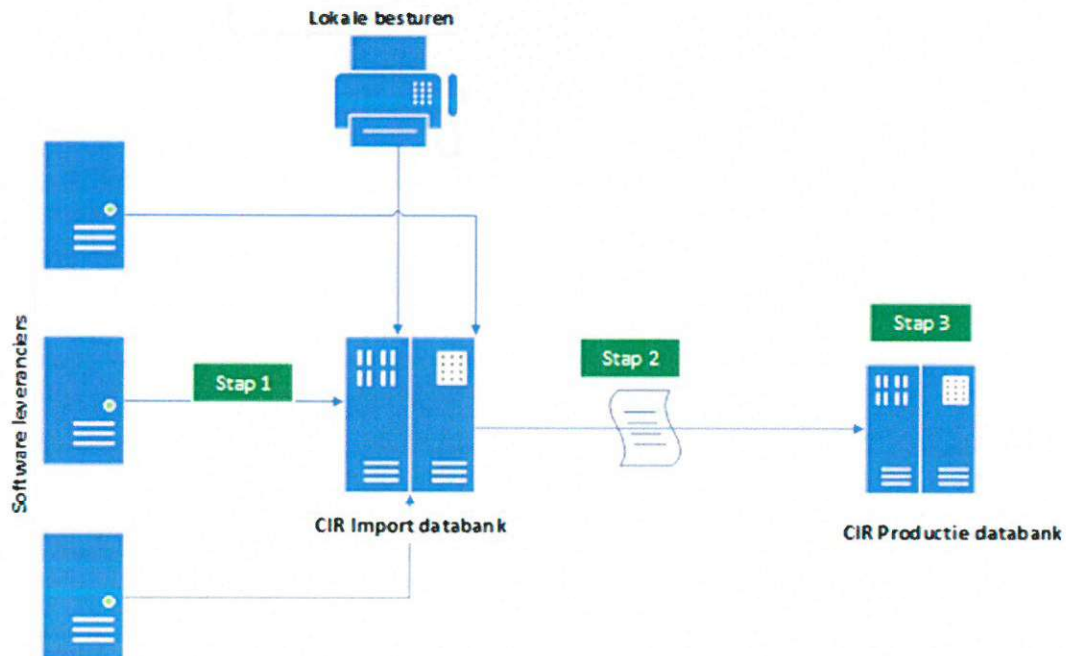 Lokale besturen
Software leveranciers
Stap 1
Stap 2
Stap 3
CIR Import databank
CIR Productie databank